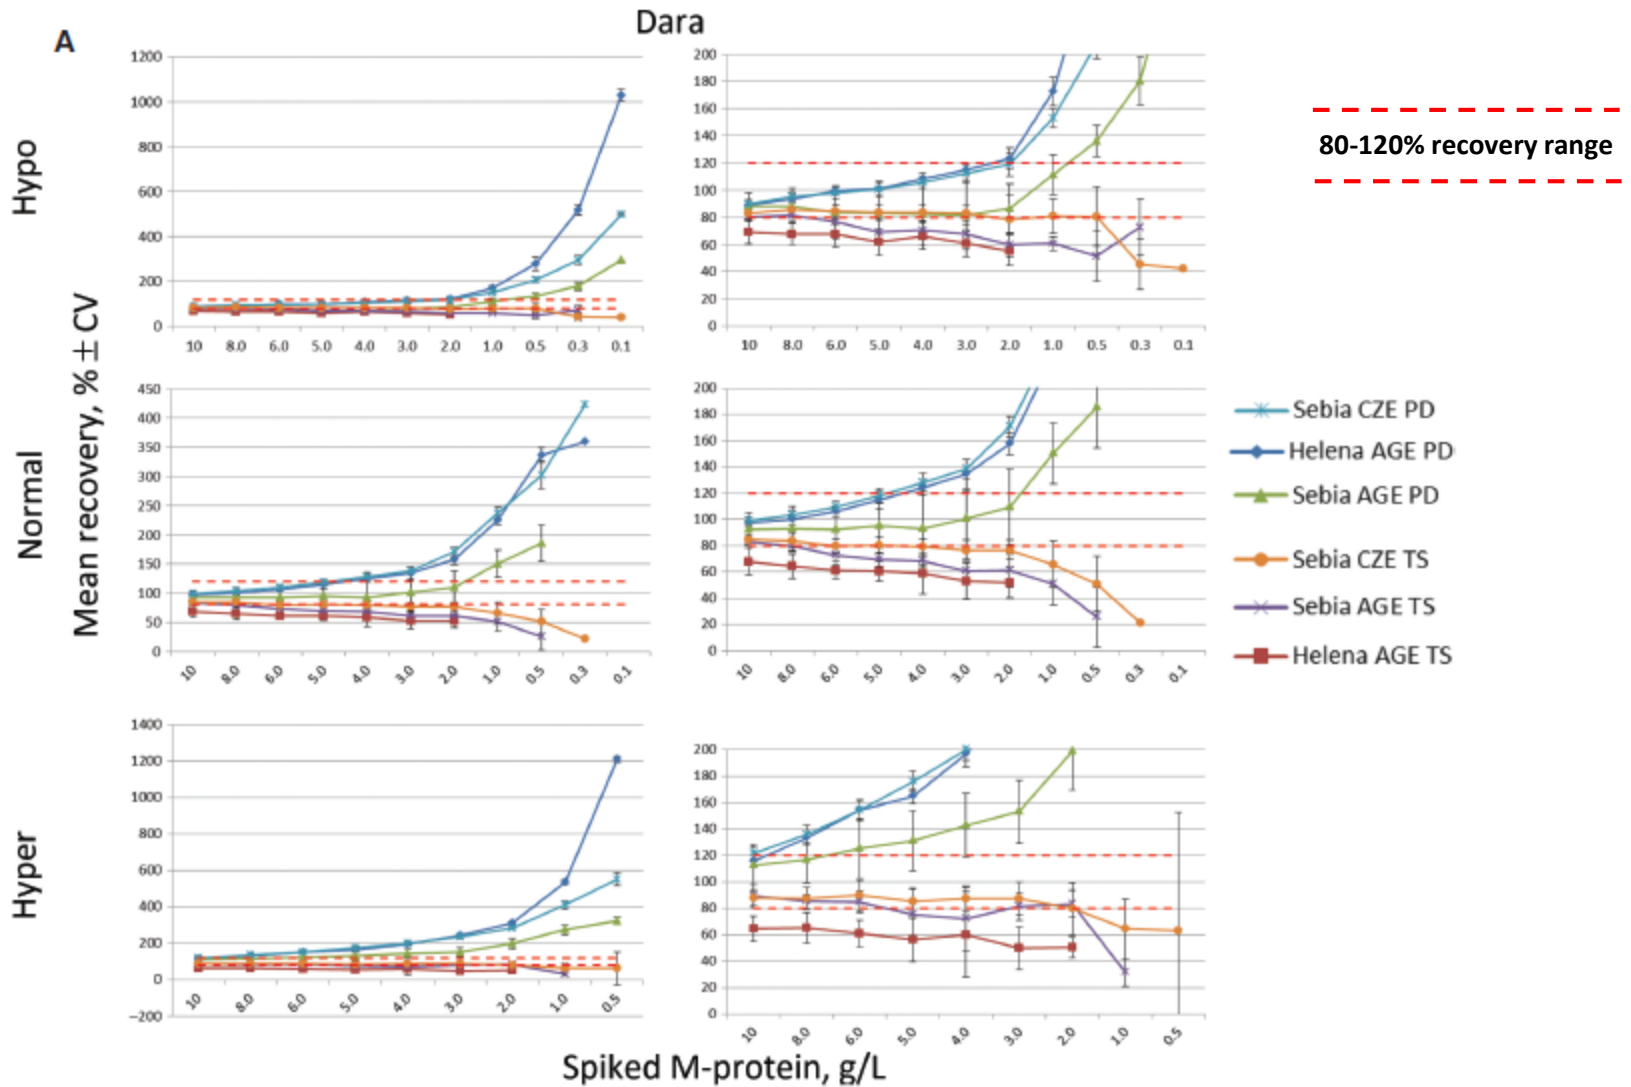 A
Dara
Hypo
Normal
Hyper
Mean recovery, % ± CV
1200
1000
800
600
400
200
0
10 8.0 6.0 5.0 4.0 3.0 2.0 1.0 0.5 0.3 0.1
200
180
160
140
120
100
80
60
40
20
0
10 8.0 6.0 5.0 4.0 3.0 2.0 1.0 0.5 0.3 0.1
80-120% recovery range
450
400
350
300
250
200
150
100
50
0
10 8.0 6.0 5.0 4.0 3.0 2.0 1.0 0.5 0.3 0.1
200
180
160
140
120
100
80
60
40
20
0
10 8.0 6.0 5.0 4.0 3.0 2.0 1.0 0.5 0.3 0.1
Sebia CZE PD
Helena AGE PD
Sebia AGE PD
Sebia CZE TS
Sebia AGE TS
Helena AGE TS
1400
1200
1000
800
600
400
200
0
−200
10 8.0 6.0 5.0 4.0 3.0 2.0 1.0 0.5
200
180
160
140
120
100
80
60
40
20
0
10 8.0 6.0 5.0 4.0 3.0 2.0 1.0 0.5
Spiked M-protein, g/L